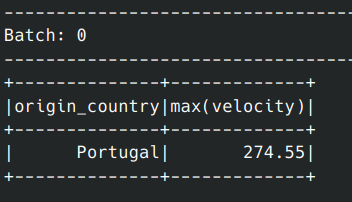 -----------------------------------
Batch: 0
-----------------------------------
+--------------+-------------+
|origin_country|max(velocity)|
+--------------+-------------+
|      Portugal|       274.55|
+--------------+-------------+